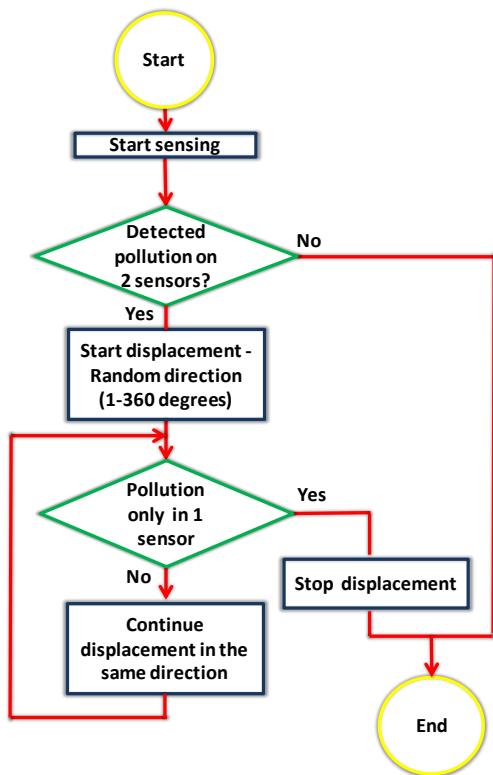 Start
Start sensing
Detected
pollution on
2 sensors?
No
Yes
Start displacement -
Random direction
(1-360 degrees)
Pollution
only in 1
sensor
Yes
No
Stop displacement
Continue
displacement in the
same direction
End